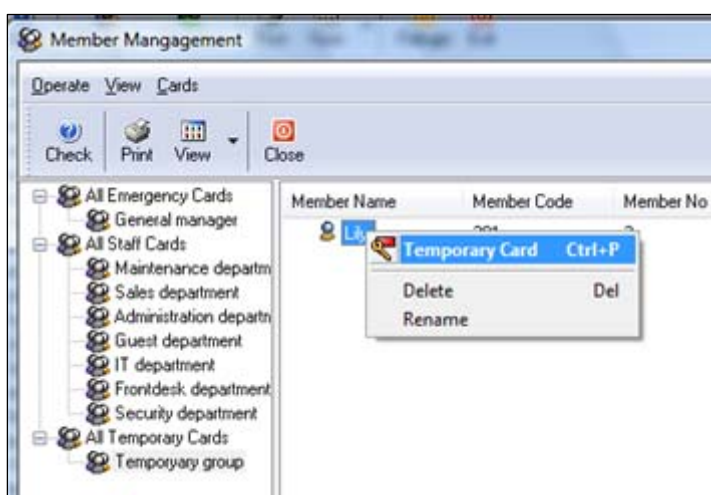 Member Mangagement
Operate View Cards
Check Print View Close
Member Name Member Code Member No
All Emergency Cards
General manager
All Staff Cards
Maintenance departm
Sales department
Administration departn
Guest department
IT department
Frontdesk department
Security department
All Temporary Cards
Temporyary group
Lily
Temporary Card Ctrl+P
Delete Del
Rename